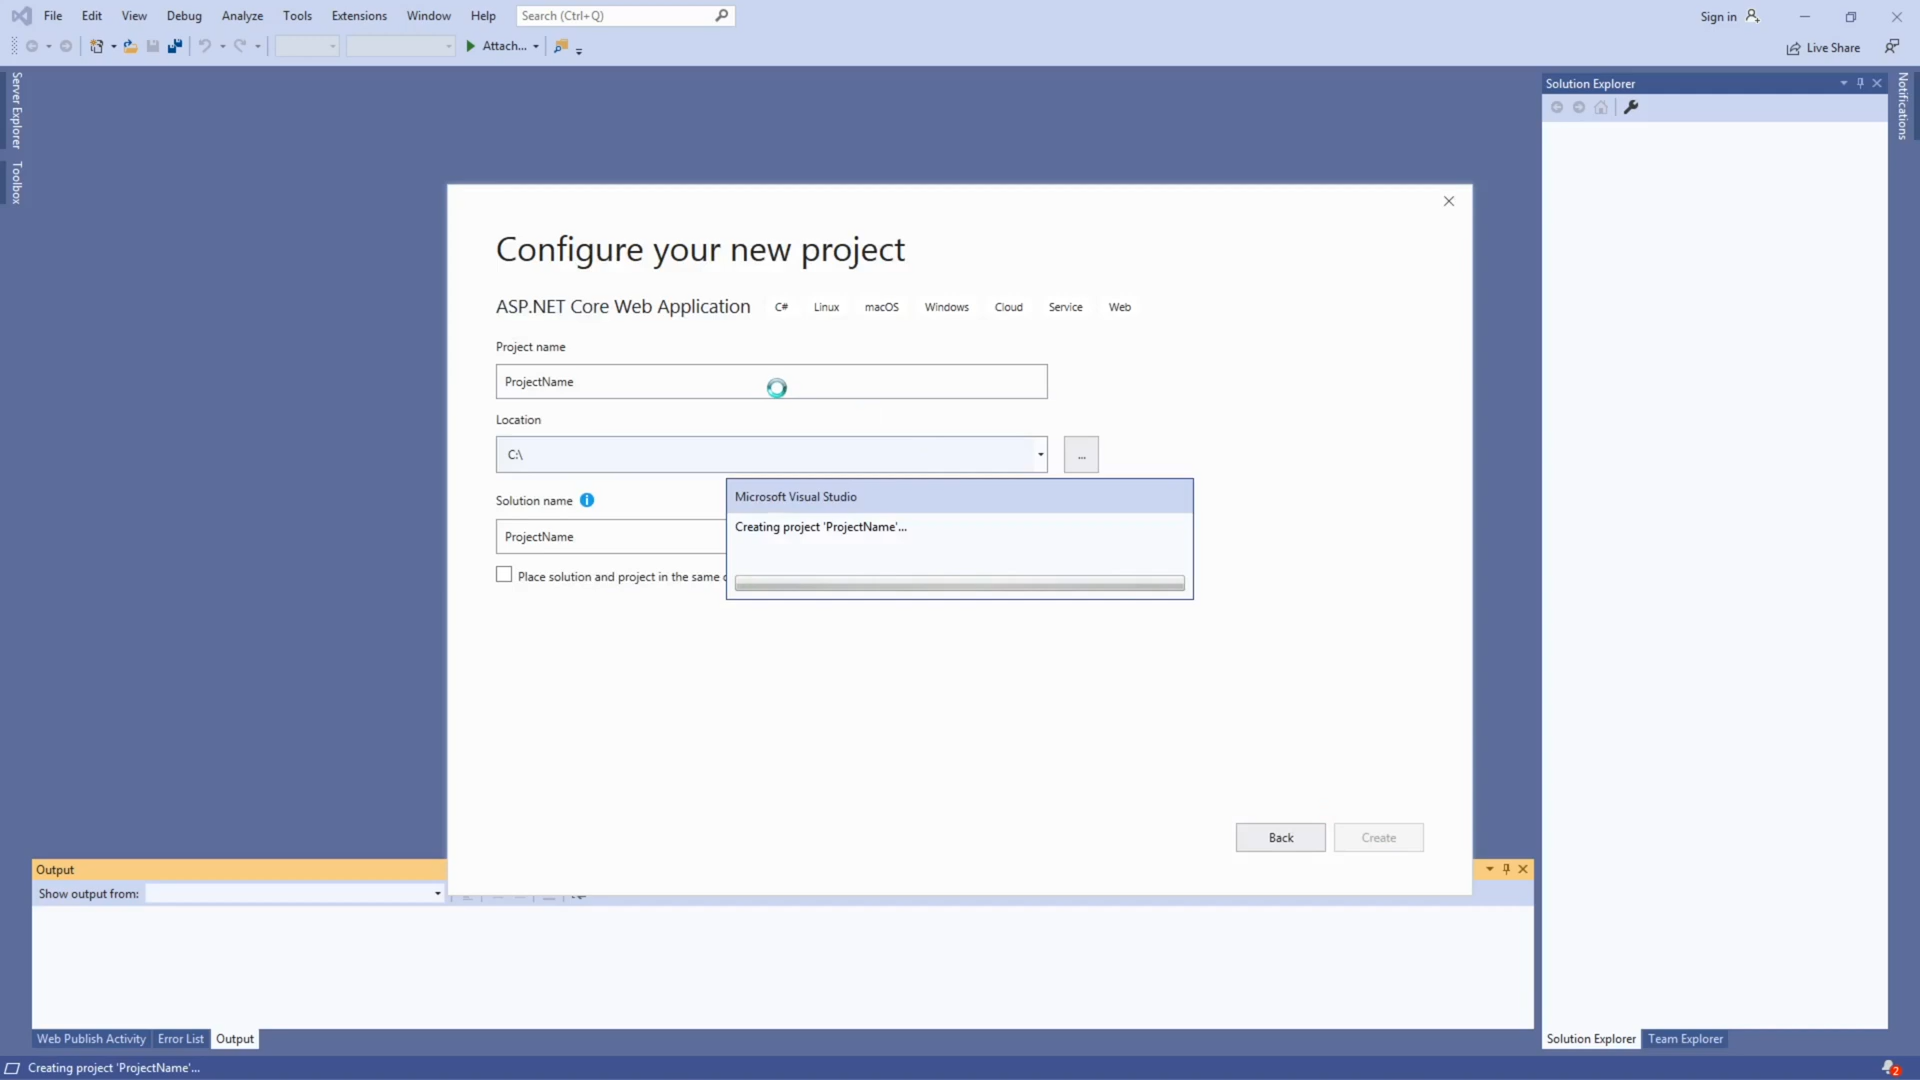 File Edit View Debug Analyze Tools Extensions Window Help Search (Ctrl+Q) Sign in
Attach... Live Share
Server Explorer
Toolbox
Solution Explorer
Notifications
Configure your new project
ASP.NET Core Web Application C# Linux macOS Windows Cloud Service Web
Project name
ProjectName
Location
C:\
...
Solution name
ProjectName
Place solution and project in the same
Microsoft Visual Studio
Creating project 'ProjectName'...
Back Create
Output
Show output from:
Web Publish Activity Error List Output
Solution Explorer Team Explorer
Creating project 'ProjectName'...
2